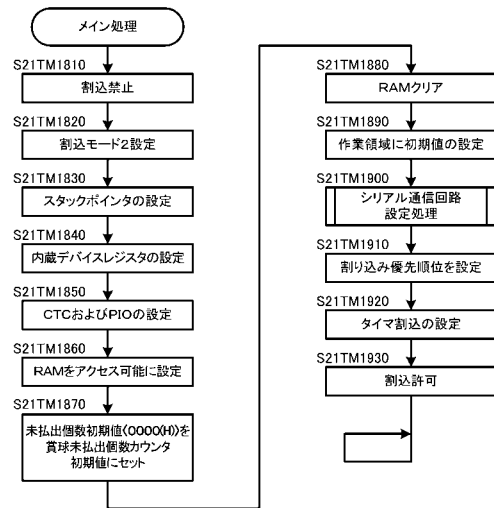 メイン処理
S21TM1810
割込禁止
S21TM1820
割込モード2設定
S21TM1830
スタックポインタの設定
S21TM1840
内蔵デバイスレジスタの設定
S21TM1850
CTCおよびPIOの設定
S21TM1860
RAMをアクセス可能に設定
S21TM1870
未払出個数初期値(0000(H))を
賞球未払出個数カウンタ
初期値にセット
S21TM1880
RAMクリア
S21TM1890
作業領域に初期値の設定
S21TM1900
シリアル通信回路
設定処理
S21TM1910
割り込み優先順位を設定
S21TM1920
タイマ割込の設定
S21TM1930
割込許可